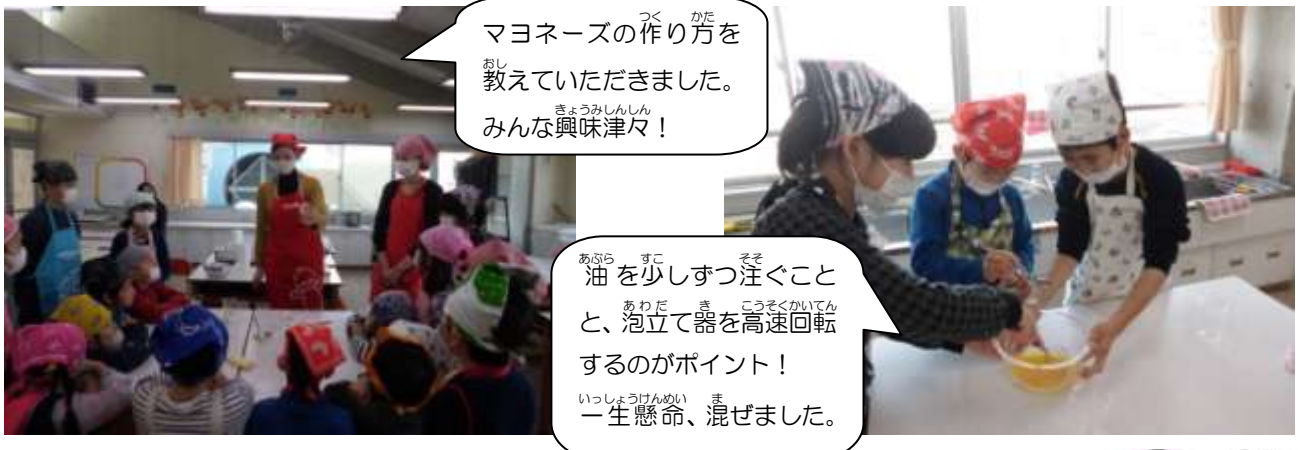 マヨネーズの作り方を
教えていただきました。
みんな興味津々！
油を少しずつ注ぐこと
と、泡立て器を高速回転
するのがポイント！
一生懸命、混ぜました。